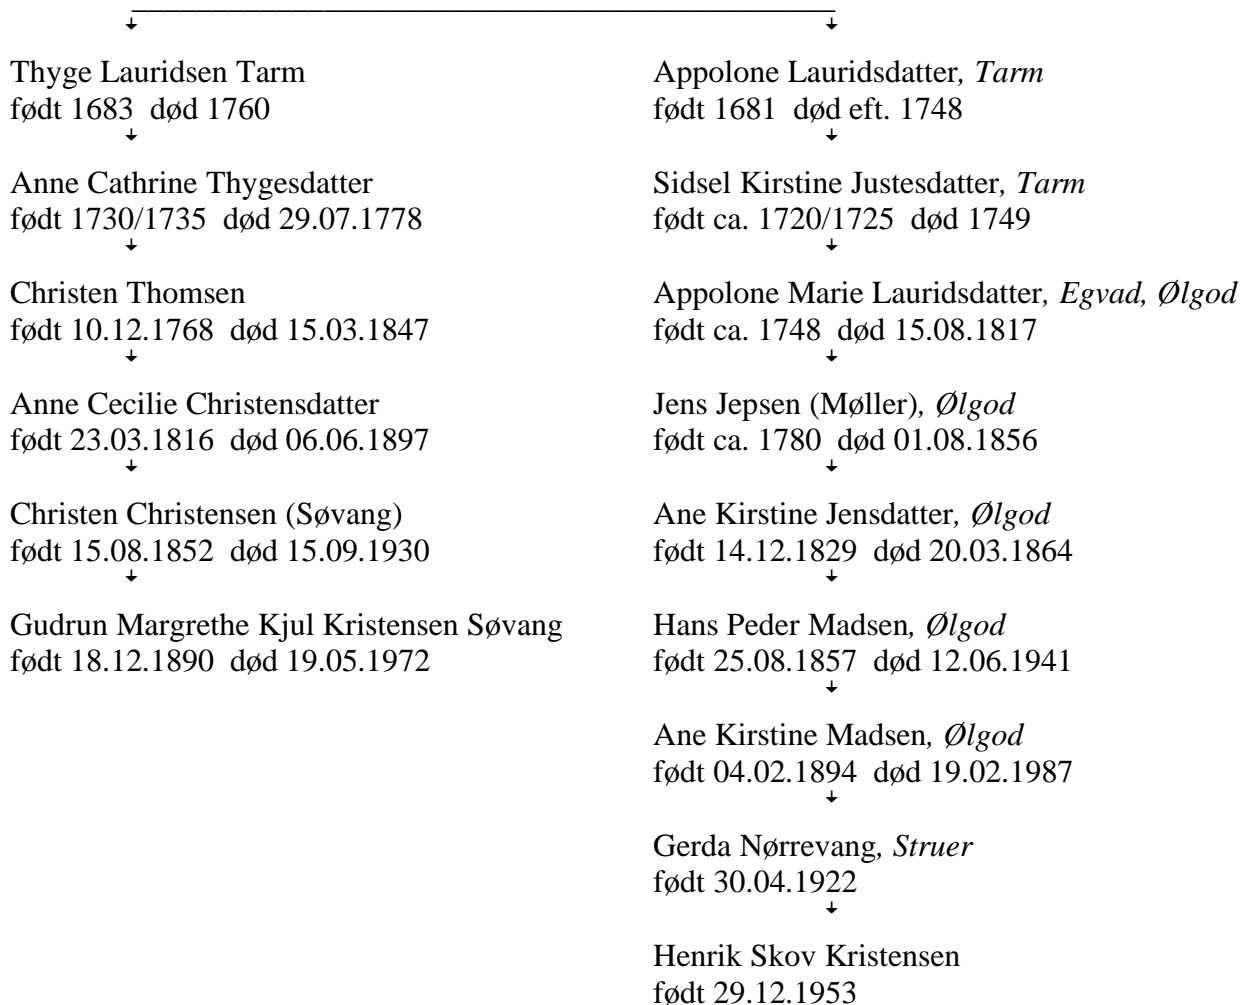 Thyge Lauridsen Tarm
født 1683  død 1760
Anne Cathrine Thygesdatter
født 1730/1735  død 29.07.1778
Christen Thomsen
født 10.12.1768  død 15.03.1847
Anne Cecilie Christensdatter
født 23.03.1816  død 06.06.1897
Christen Christensen (Søvang)
født 15.08.1852  død 15.09.1930
Gudrun Margrethe Kjul Kristensen Søvang
født 18.12.1890  død 19.05.1972
Appolone Lauridsdatter, Tarm
født 1681  død eft. 1748
Sidsel Kirstine Justesdatter, Tarm
født ca. 1720/1725  død 1749
Appolone Marie Lauridsdatter, Egvad, Ølgod
født ca. 1748  død 15.08.1817
Jens Jepsen (Møller), Ølgod
født ca. 1780  død 01.08.1856
Ane Kirstine Jensdatter, Ølgod
født 14.12.1829  død 20.03.1864
Hans Peder Madsen, Ølgod
født 25.08.1857  død 12.06.1941
Ane Kirstine Madsen, Ølgod
født 04.02.1894  død 19.02.1987
Gerda Nørrevang, Struer
født 30.04.1922
Henrik Skov Kristensen
født 29.12.1953